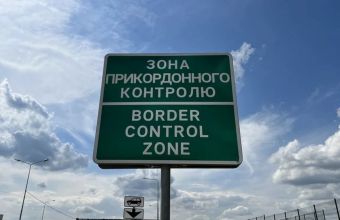 ЗОНА
ПРИКОРДОННОГО
КОНТРОЛЮ
BORDER
CONTROL
ZONE